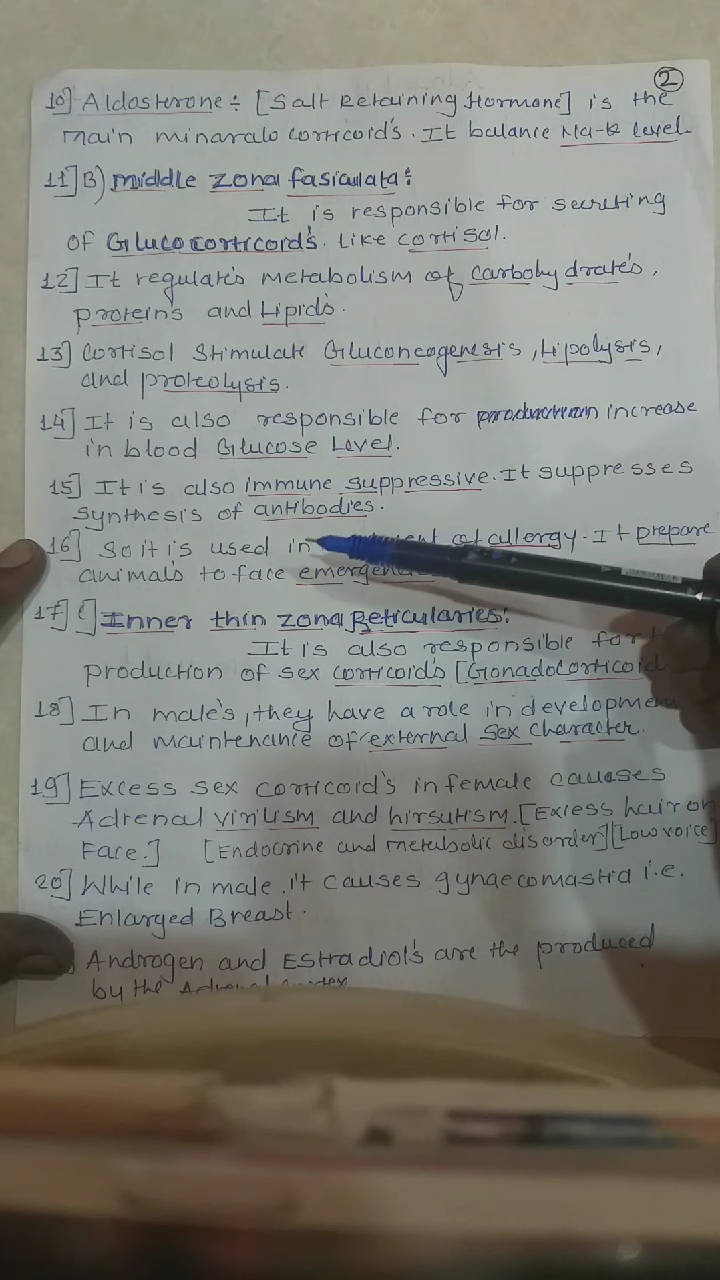 2
10] Aldosterone ÷ [Salt Retaining Hormone] is the
main minaralo corticoid's. It balance Na-K level.
11] B) middle zona fasiculata:
It is responsible for secreting
of Glucocorticoid's. Like cortisol.
12] It regulate's metabolism of carbohydrate's,
protein's and Lipid's.
13] Cortisol Stimulate Gluconeogenesis, Lipolysis,
and proteolysis.
14] It is also responsible for increase
in blood Glucose Level.
15] It is also immune suppressive. It suppresses
synthesis of antibodies.
16] So it is used in of allergy. It prepare
animals to face
17] C] Inner thin zona Reticularies:
It is also responsible for
production of sex corticoid's [Gonadocorticoid
18] In male's, they have a role in development
and maintenance of external sex character.
19] Excess sex corticoid's in female causes
Adrenal virilism and hirsutism. [Excess hair on
Face.] [Endocrine and metabolic disorder] [Low voice]
20] While in male it causes gynaecomastia i.e.
Enlarged Breast.
Androgen and Estradiol's are the produced
by the